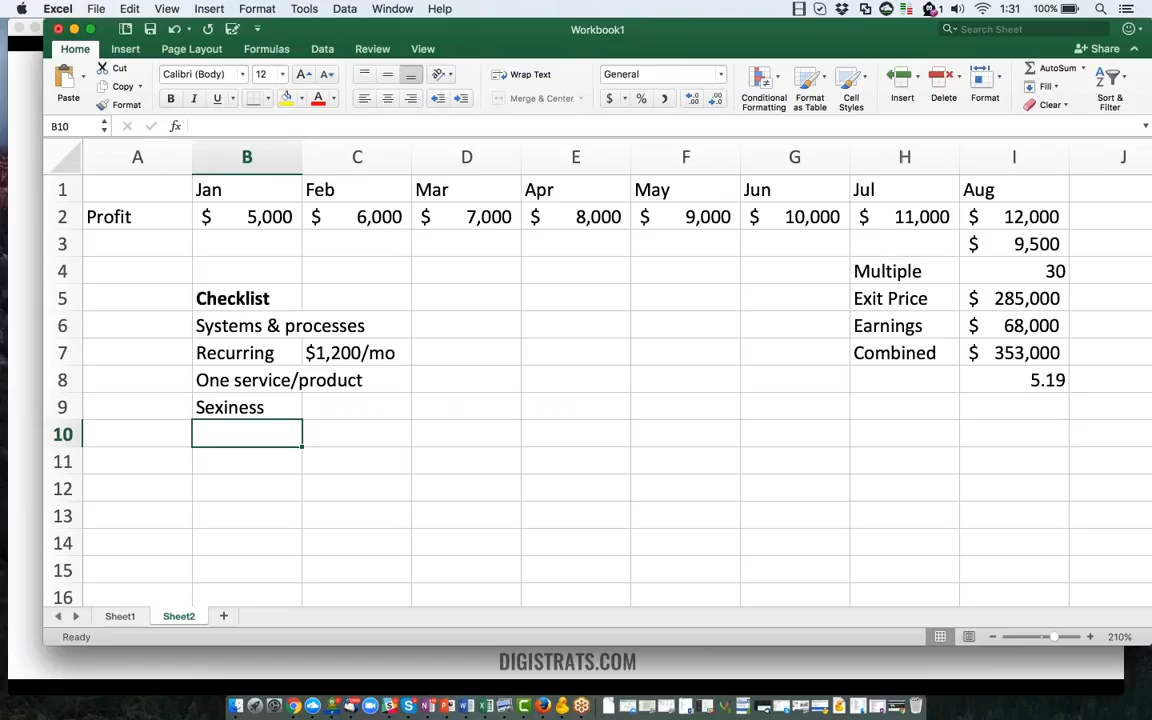 Excel File Edit View Insert Format Tools Data Window Help 1 1:31 100%
Workbook1
Search Sheet
Home Insert Page Layout Formulas Data Review View Share
Paste Cut Copy Format
Calibri (Body) 12
B I U A
Wrap Text
Merge & Center
General
$ %
Conditional Formatting
Format as Table
Cell Styles
Insert Delete Format
AutoSum
Fill
Clear
Sort & Filter
B10 fx
A B C D E F G H I J
1 Jan Feb Mar Apr May Jun Jul Aug
2 Profit $ 5,000 $ 6,000 $ 7,000 $ 8,000 $ 9,000 $ 10,000 $ 11,000 $ 12,000
3 $ 9,500
4 Multiple 30
5 Checklist Exit Price $ 285,000
6 Systems & processes Earnings $ 68,000
7 Recurring $1,200/mo Combined $ 353,000
8 One service/product 5.19
9 Sexiness
10
11
12
13
14
15
16
Sheet1 Sheet2 +
Ready 210%
DIGISTRATS.COM